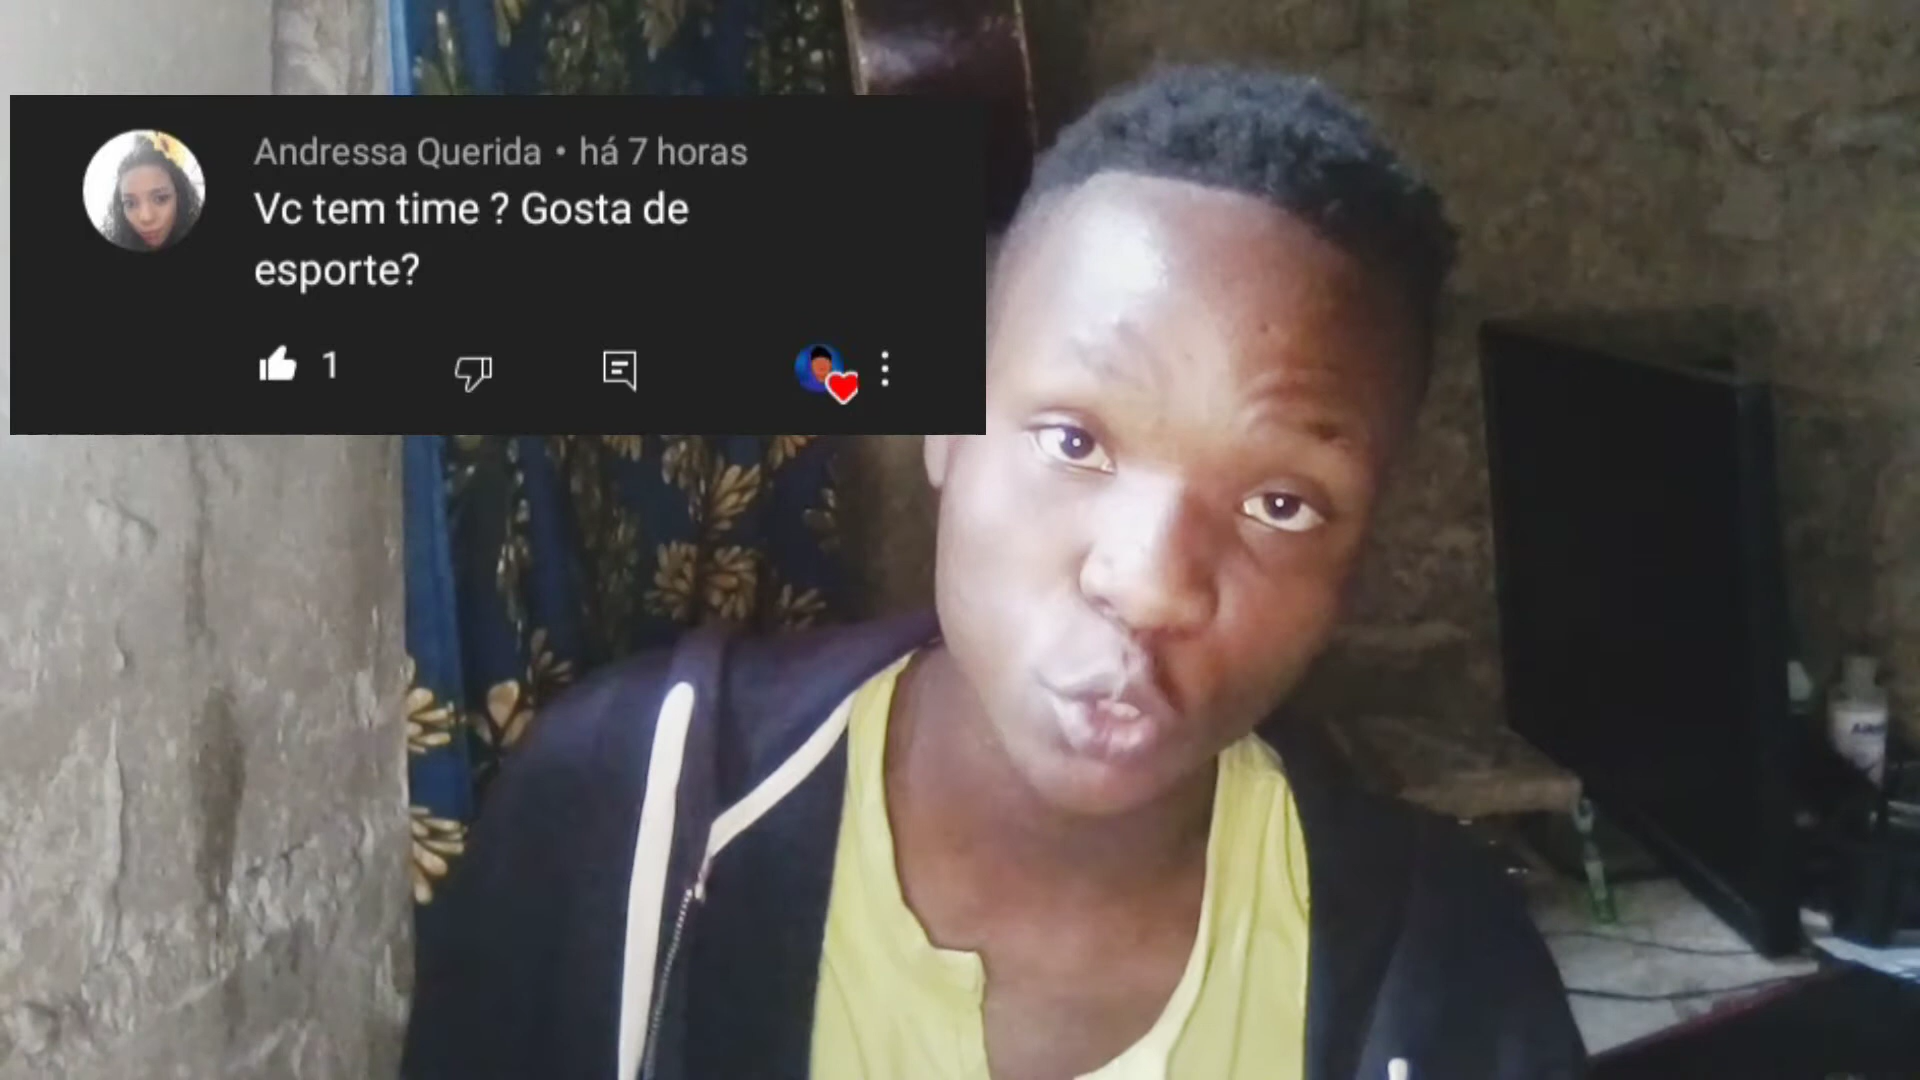 Andressa Querida • há 7 horas
Vc tem time ? Gosta de
esporte?
1